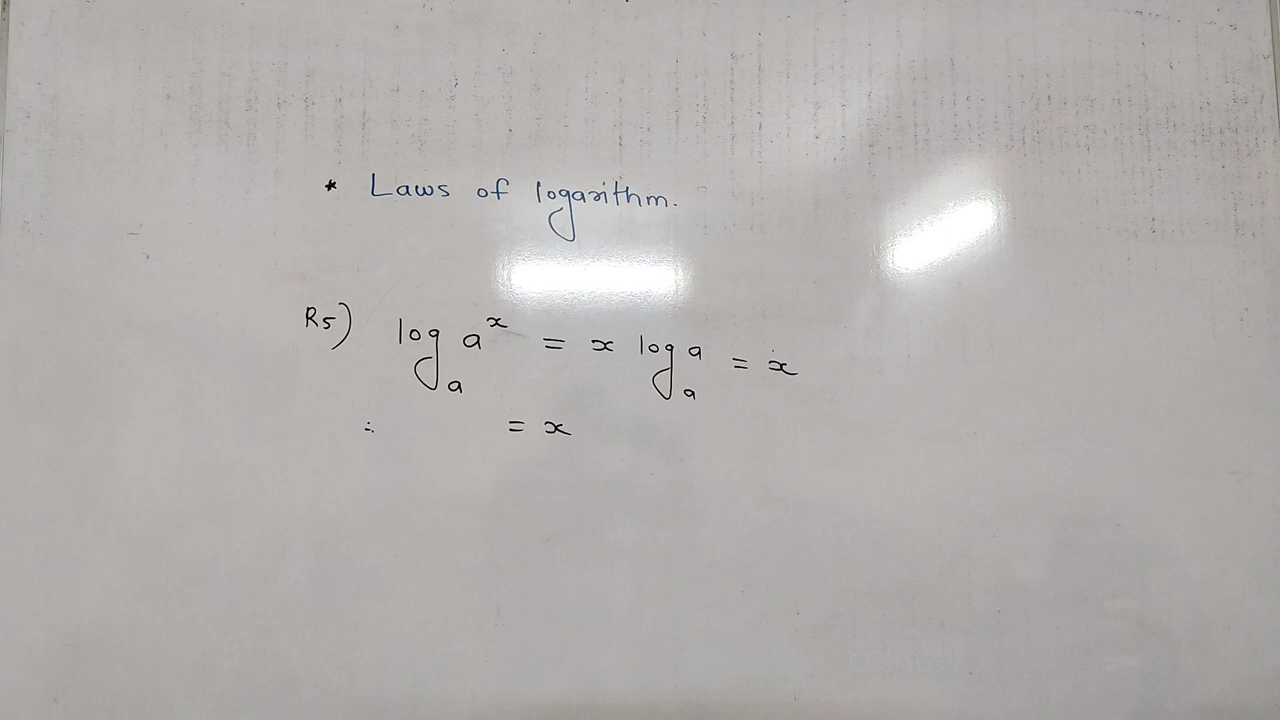 * Laws of logarithm.
R5) log_a a^x = x log_a a = x
∴ = x